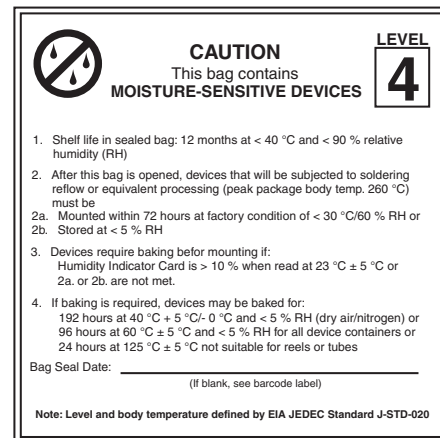 LEVEL
4
CAUTION
This bag contains
MOISTURE-SENSITIVE DEVICES
1. Shelf life in sealed bag: 12 months at < 40 °C and < 90 % relative
humidity (RH)
2. After this bag is opened, devices that will be subjected to soldering
reflow or equivalent processing (peak package body temp. 260 °C)
must be
2a. Mounted within 72 hours at factory condition of < 30 °C/60 % RH or
2b. Stored at < 5 % RH
3. Devices require baking befor mounting if:
Humidity Indicator Card is > 10 % when read at 23 °C ± 5 °C or
2a. or 2b. are not met.
4. If baking is required, devices may be baked for:
192 hours at 40 °C + 5 °C/- 0 °C and < 5 % RH (dry air/nitrogen) or
96 hours at 60 °C ± 5 °C and < 5 % RH for all device containers or
24 hours at 125 °C ± 5 °C not suitable for reels or tubes
Bag Seal Date:
(If blank, see barcode label)
Note: Level and body temperature defined by EIA JEDEC Standard J-STD-020